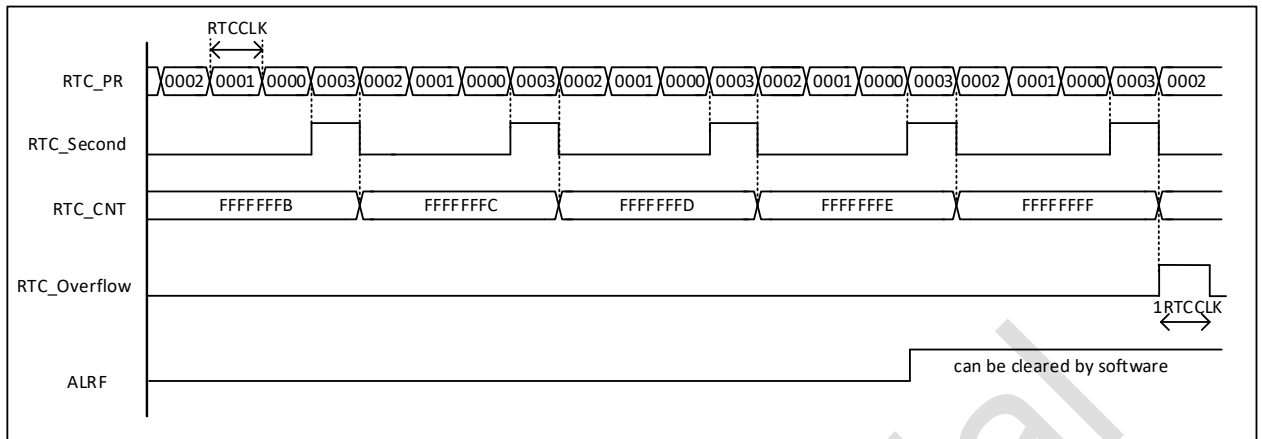 RTCCLK
RTC_PR 0002 0001 0000 0003 0002 0001 0000 0003 0002 0001 0000 0003 0002 0001 0000 0003 0002 0001 0000 0003 0002
RTC_Second
RTC_CNT FFFFFFFB FFFFFFFC FFFFFFFD FFFFFFFE FFFFFFFF
RTC_Overflow
1RTCCLK
can be cleared by software
ALRF